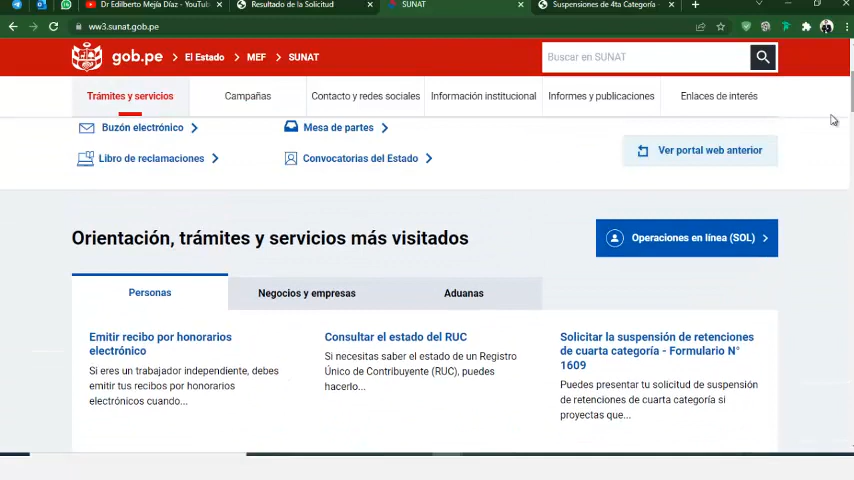 Dr Edilberto Mejía Díaz - YouTu
Resultado de la Solicitud
SUNAT
Suspensiones de 4ta Categoría
ww3.sunat.gob.pe
gob.pe > El Estado > MEF > SUNAT
Buscar en SUNAT
Trámites y servicios
Campañas
Contacto y redes sociales
Información institucional
Informes y publicaciones
Enlaces de interés
Buzón electrónico
Mesa de partes
Libro de reclamaciones
Convocatorias del Estado
Ver portal web anterior
Orientación, trámites y servicios más visitados
Operaciones en línea (SOL)
Personas
Negocios y empresas
Aduanas
Emitir recibo por honorarios
electrónico
Si eres un trabajador independiente, debes
emitir tus recibos por honorarios
electrónicos cuando...
Consultar el estado del RUC
Si necesitas saber el estado de un Registro
Único de Contribuyente (RUC), puedes
hacerlo...
Solicitar la suspensión de retenciones
de cuarta categoría - Formulario N°
1609
Puedes presentar tu solicitud de suspensión
de retenciones de cuarta categoría si
proyectas que...